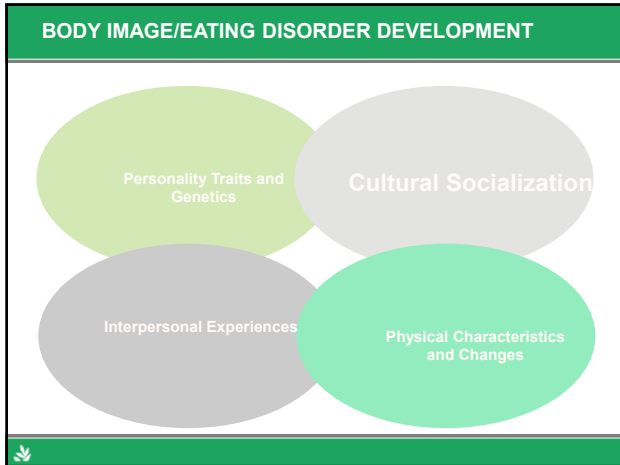 BODY IMAGE/EATING DISORDER DEVELOPMENT
Personality Traits and
Genetics
Cultural Socialization
Interpersonal Experiences
Physical Characteristics
and Changes